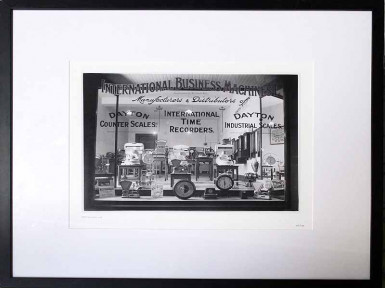 INTERNATIONAL BUSINESS MACHINES
Manufacturers & Distributors of
DAYTON
COUNTER SCALES.
INTERNATIONAL
TIME
RECORDERS.
DAYTON
INDUSTRIAL SCALES.